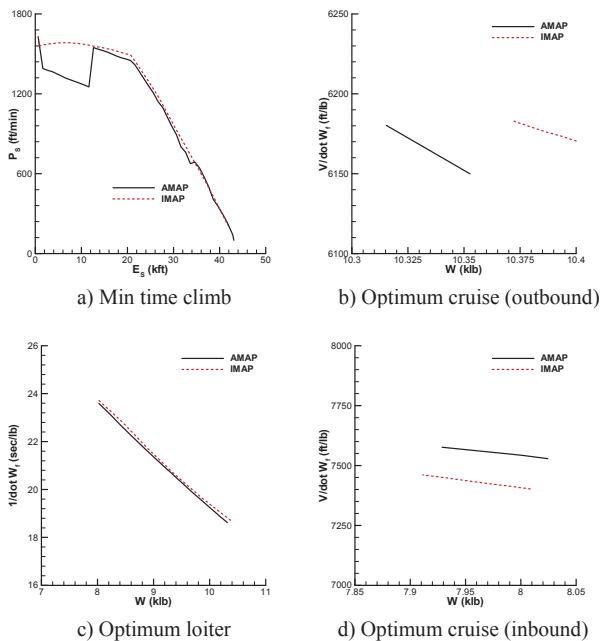 1800
1200
600
0
P_S (ft/min)
AMAP
IMAP
0 10 20 30 40 50
E_S (kft)
a) Min time climb
6250
6200
6150
6100
V/dot W_f (ft/lb)
AMAP
IMAP
10.3 10.325 10.35 10.375 10.4
W (klb)
b) Optimum cruise (outbound)
26
24
22
20
18
16
1/dot W_f (sec/lb)
AMAP
IMAP
7 8 9 10 11
W (klb)
c) Optimum loiter
8000
7750
7500
7250
7000
V/dot W_f (ft/lb)
AMAP
IMAP
7.85 7.9 7.95 8 8.05
W (klb)
d) Optimum cruise (inbound)